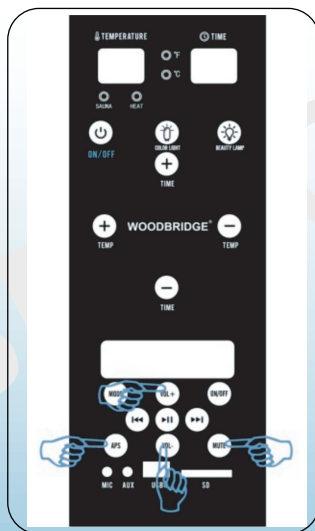 TEMPERATURE TIME
°F
°C
SAUNA HEAT
ON/OFF COLOR LIGHT BEAUTY LAMP
TIME
WOODBRIDGE®
TEMP TEMP
TIME
MODE VOL+ ON/OFF
APS VOL- MUTE
MIC AUX USB SD